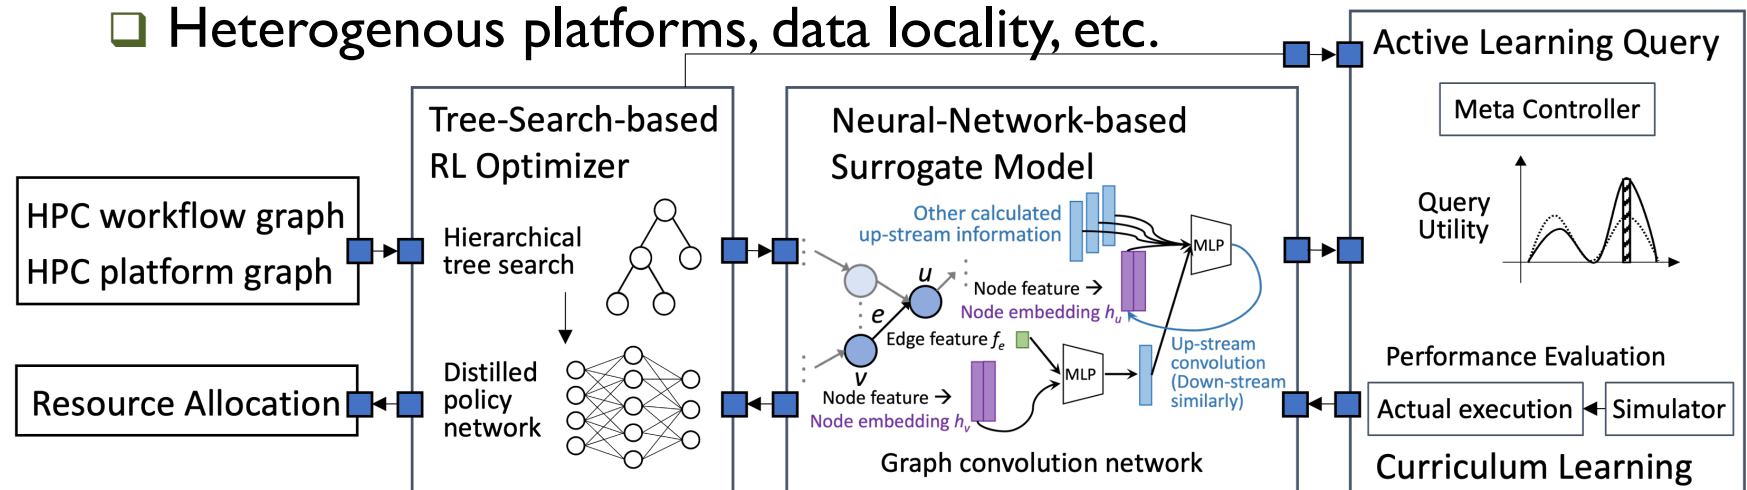 Heterogenous platforms, data locality, etc.
HPC workflow graph
HPC platform graph
Resource Allocation
Tree-Search-based
RL Optimizer
Hierarchical
tree search
Distilled
policy
network
Neural-Network-based
Surrogate Model
Other calculated
up-stream information
MLP
u
e
v
Node feature →
Node embedding hᵤ
Edge feature fₑ
MLP
Up-stream
convolution
(Down-stream
similarly)
Node feature →
Node embedding hᵥ
Graph convolution network
Active Learning Query
Meta Controller
Query
Utility
Performance Evaluation
Actual execution
Simulator
Curriculum Learning